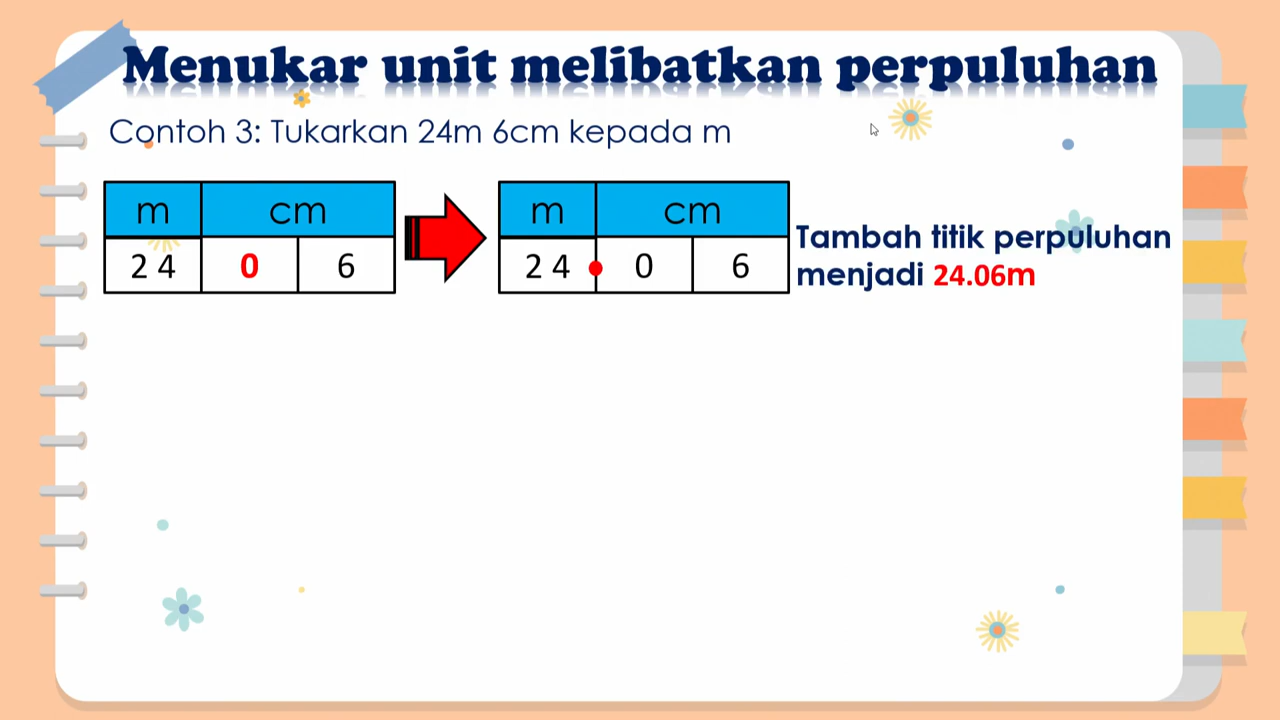 Menukar unit melibatkan perpuluhan
Contoh 3: Tukarkan 24m 6cm kepada m
m cm
2 4 0 6
m cm
2 4 . 0 6
Tambah titik perpuluhan
menjadi 24.06m